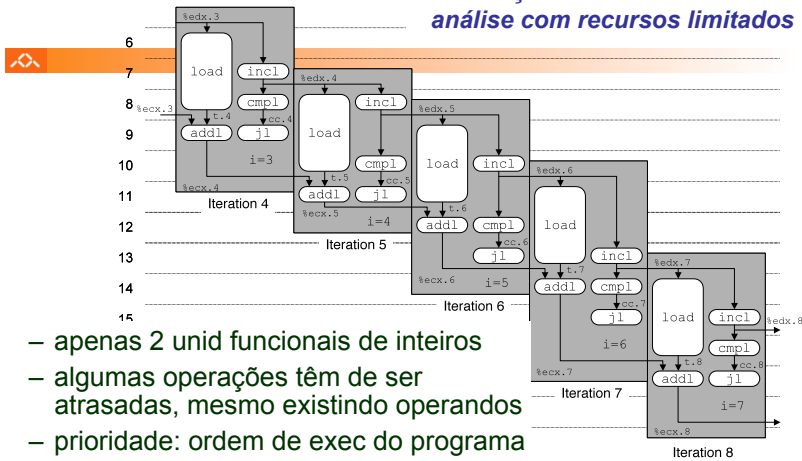 análise com recursos limitados
6
7
8
9
10
11
12
13
14
15
%edx.3
load
incl
%ecx.3
t.4
cmpl
cc.4
addl
jl
i=3
%ecx.4
Iteration 4
%edx.4
load
incl
cmpl
t.5
cc.5
addl
jl
%ecx.5
i=4
Iteration 5
%edx.5
load
incl
t.6
cmpl
cc.6
addl
jl
%ecx.6
i=5
Iteration 6
%edx.6
load
incl
t.7
cmpl
cc.7
addl
jl
i=6
%ecx.7
Iteration 7
%edx.7
load
incl
%edx.8
cmpl
t.8
cc.8
addl
jl
i=7
%ecx.8
Iteration 8
– apenas 2 unid funcionais de inteiros
– algumas operações têm de ser
atrasadas, mesmo existindo operandos
– prioridade: ordem de exec do programa